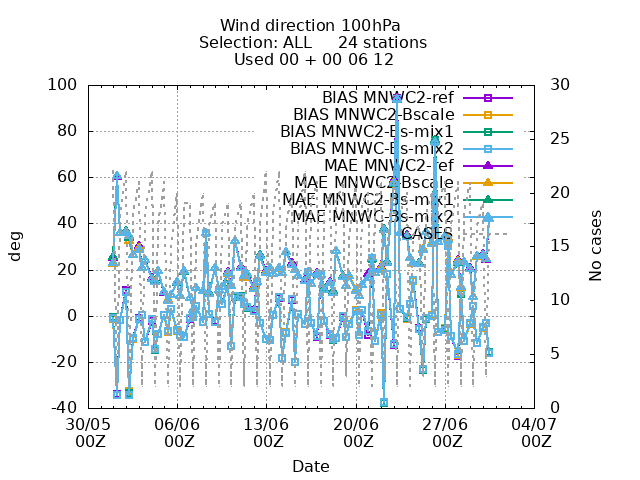 Wind direction 100hPa
Selection: ALL 24 stations
Used 00 + 00 06 12
BIAS MNWC2-ref
BIAS MNWC2-Bscale
BIAS MNWC2-Bs-mix1
BIAS MNWC-Bs-mix2
MAE MNWC2-ref
MAE MNWC2-Bscale
MAE MNWC2-Bs-mix1
MAE MNWC-Bs-mix2
CASES
100
80
60
40
20
0
-20
-40
deg
30
25
20
15
10
5
0
No cases
30/05 06/06 13/06 20/06 27/06 04/07
00Z 00Z 00Z 00Z 00Z 00Z
Date